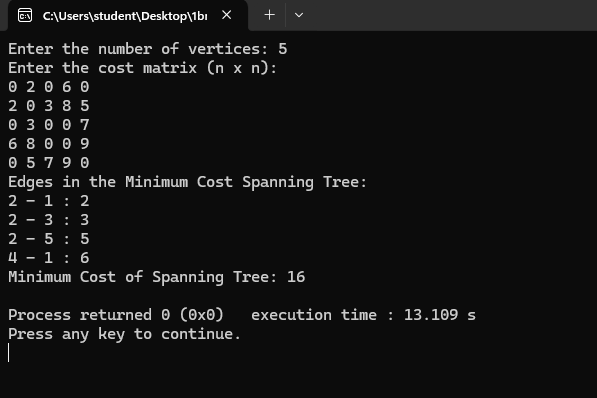 C:\Users\student\Desktop\1br
Enter the number of vertices: 5
Enter the cost matrix (n x n):
0 2 0 6 0
2 0 3 8 5
0 3 0 0 7
6 8 0 0 9
0 5 7 9 0
Edges in the Minimum Cost Spanning Tree:
2 - 1 : 2
2 - 3 : 3
2 - 5 : 5
4 - 1 : 6
Minimum Cost of Spanning Tree: 16
Process returned 0 (0x0)   execution time : 13.109 s
Press any key to continue.